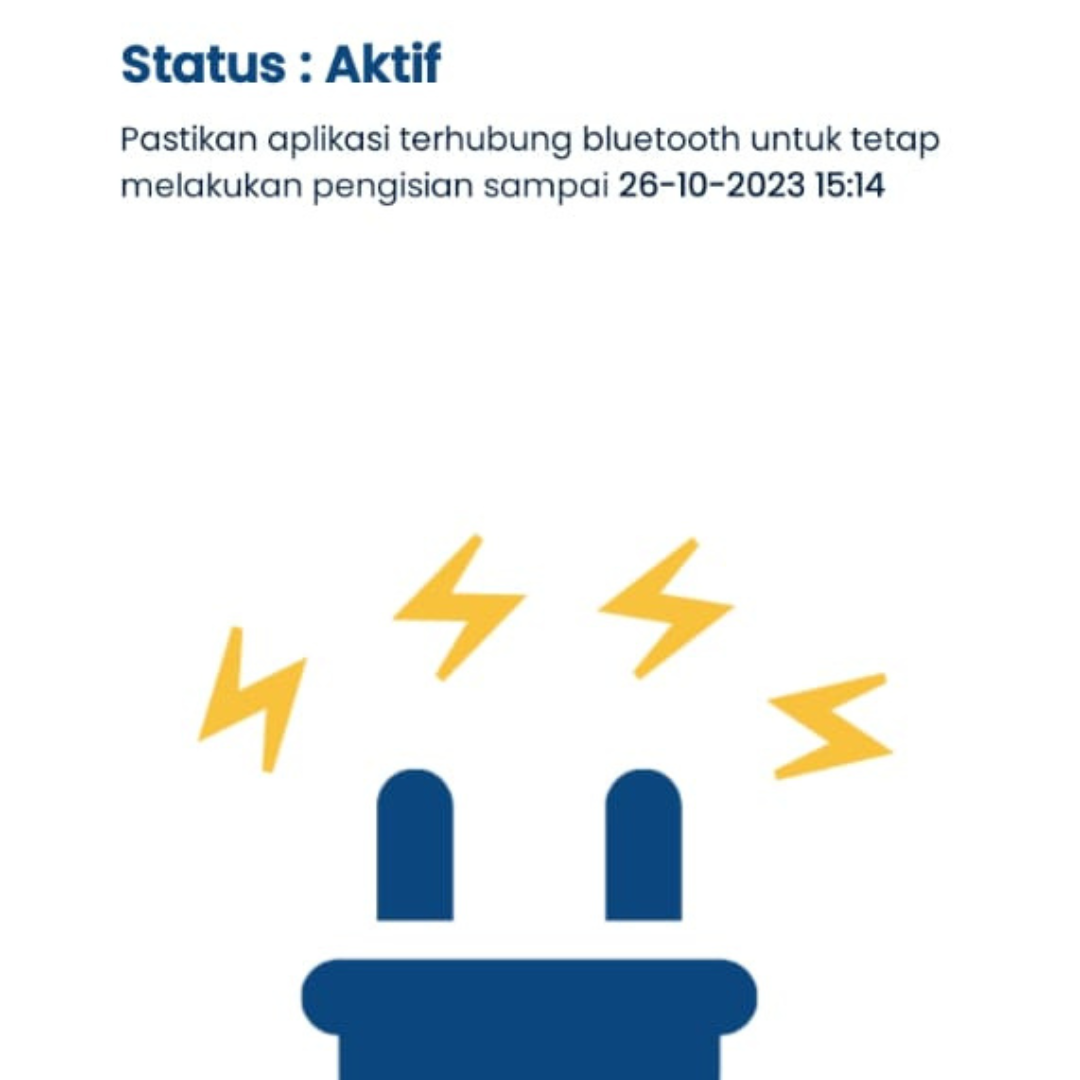 Status : Aktif
Pastikan aplikasi terhubung bluetooth untuk tetap
melakukan pengisian sampai 26-10-2023 15:14